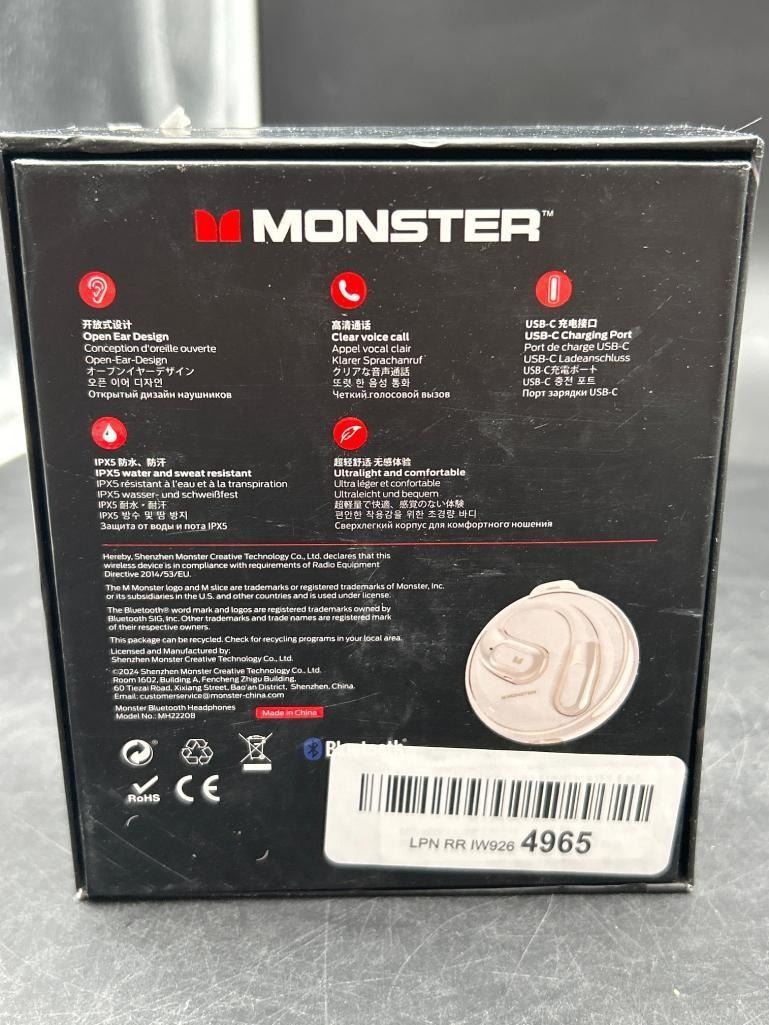 MONSTER™
开放式设计
Open Ear Design
Conception d'oreille ouverte
Open-Ear-Design
オープンイヤーデザイン
오픈 이어 디자인
Открытый дизайн наушников
高清通话
Clear voice call
Appel vocal clair
Klarer Sprachanruf
クリアな音声通話
또렷 한 음성 통화
Четкий.голосовой вызов
USB-C 充电接口
USB-C Charging Port
Port de charge USB-C
USB-C Ladeanschluss
USB-C充電ポート
USB-C 충전 포트
Порт зарядки USB-C
IPX5 防水、防汗
IPX5 water and sweat resistant
IPX5 résistant à l'eau et à la transpiration
IPX5 wasser- und schweißfest
IPX5 耐水・耐汗
IPX5 방수 및 땀 방지
Защита от воды и пота IPX5
超轻舒适 无感体验
Ultralight and comfortable
Ultra léger et confortable
Ultraleicht und bequem
超軽量で快適、感覚のない体験
편안한 착용감을 위한 초경량 바디
Сверхлегкий корпус для комфортного ношения
Hereby, Shenzhen Monster Creative Technology Co., Ltd. declares that this
wireless device is in compliance with requirements of Radio Equipment
Directive 2014/53/EU.
The M Monster logo and M slice are trademarks or registered trademarks of Monster, Inc.
or its subsidiaries in the U.S. and other countries and is used under license.
The Bluetooth® word mark and logos are registered trademarks owned by
Bluetooth SIG, Inc. Other trademarks and trade names are registered mark
of their respective owners.
This package can be recycled. Check for recycling programs in your local area.
Licensed and Manufactured by:
Shenzhen Monster Creative Technology Co., Ltd.
©2024 Shenzhen Monster Creative Technology Co., Ltd.
Room 1602, Building A, Fencheng Zhigu Building,
60 Tiezai Road, Xixiang Street, Bao'an District, Shenzhen, China.
Email: customerservice@monster-china.com
Monster Bluetooth Headphones
Model No.: MH22208
Made in China
MONSTER
Bluetooth
RoHS
CE
LPN RR IW926 4965